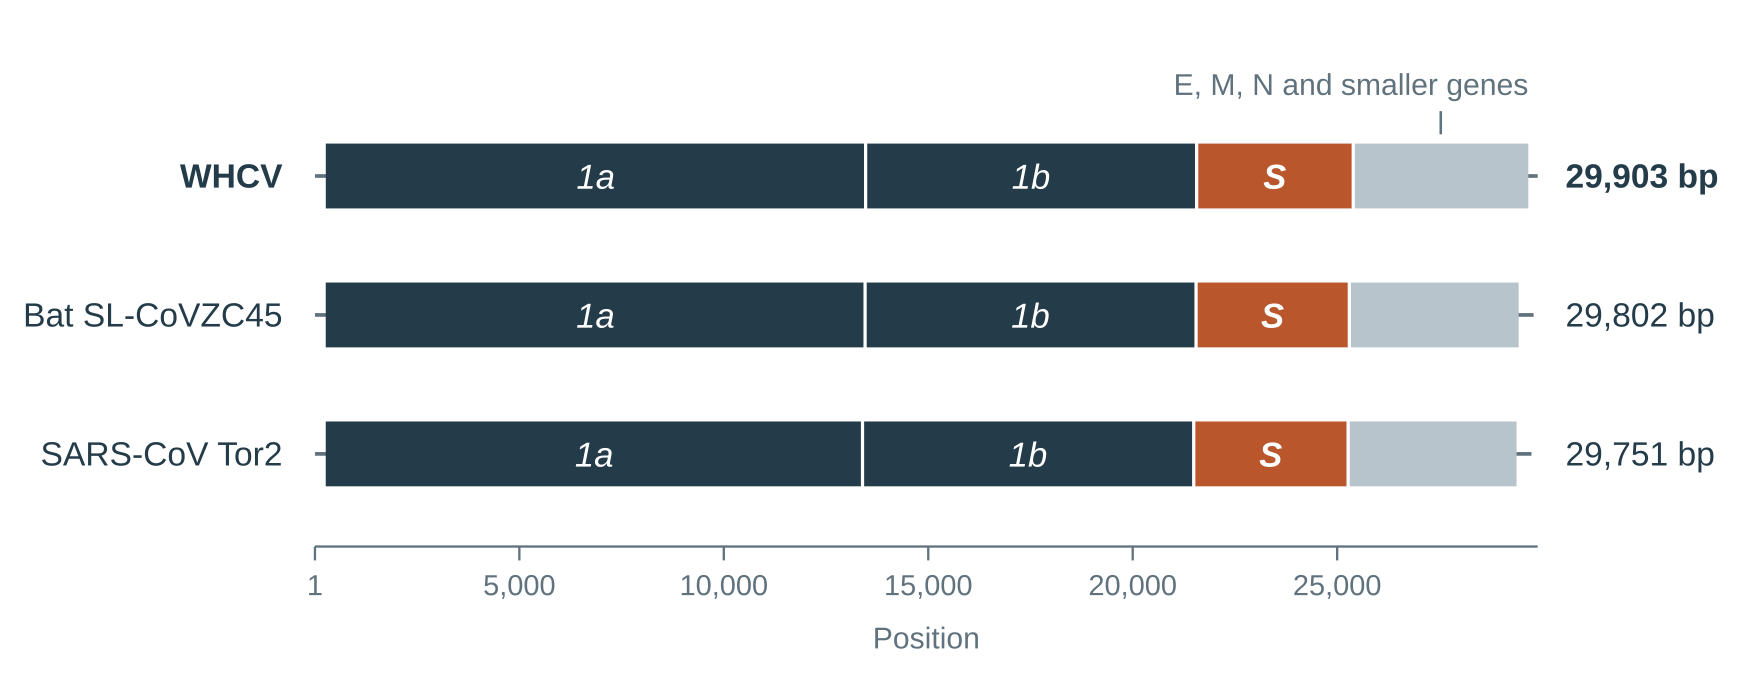 E, M, N and smaller genes
WHCV 1a 1b S 29,903 bp
Bat SL-CoVZC45 1a 1b S 29,802 bp
SARS-CoV Tor2 1a 1b S 29,751 bp
1 5,000 10,000 15,000 20,000 25,000
Position